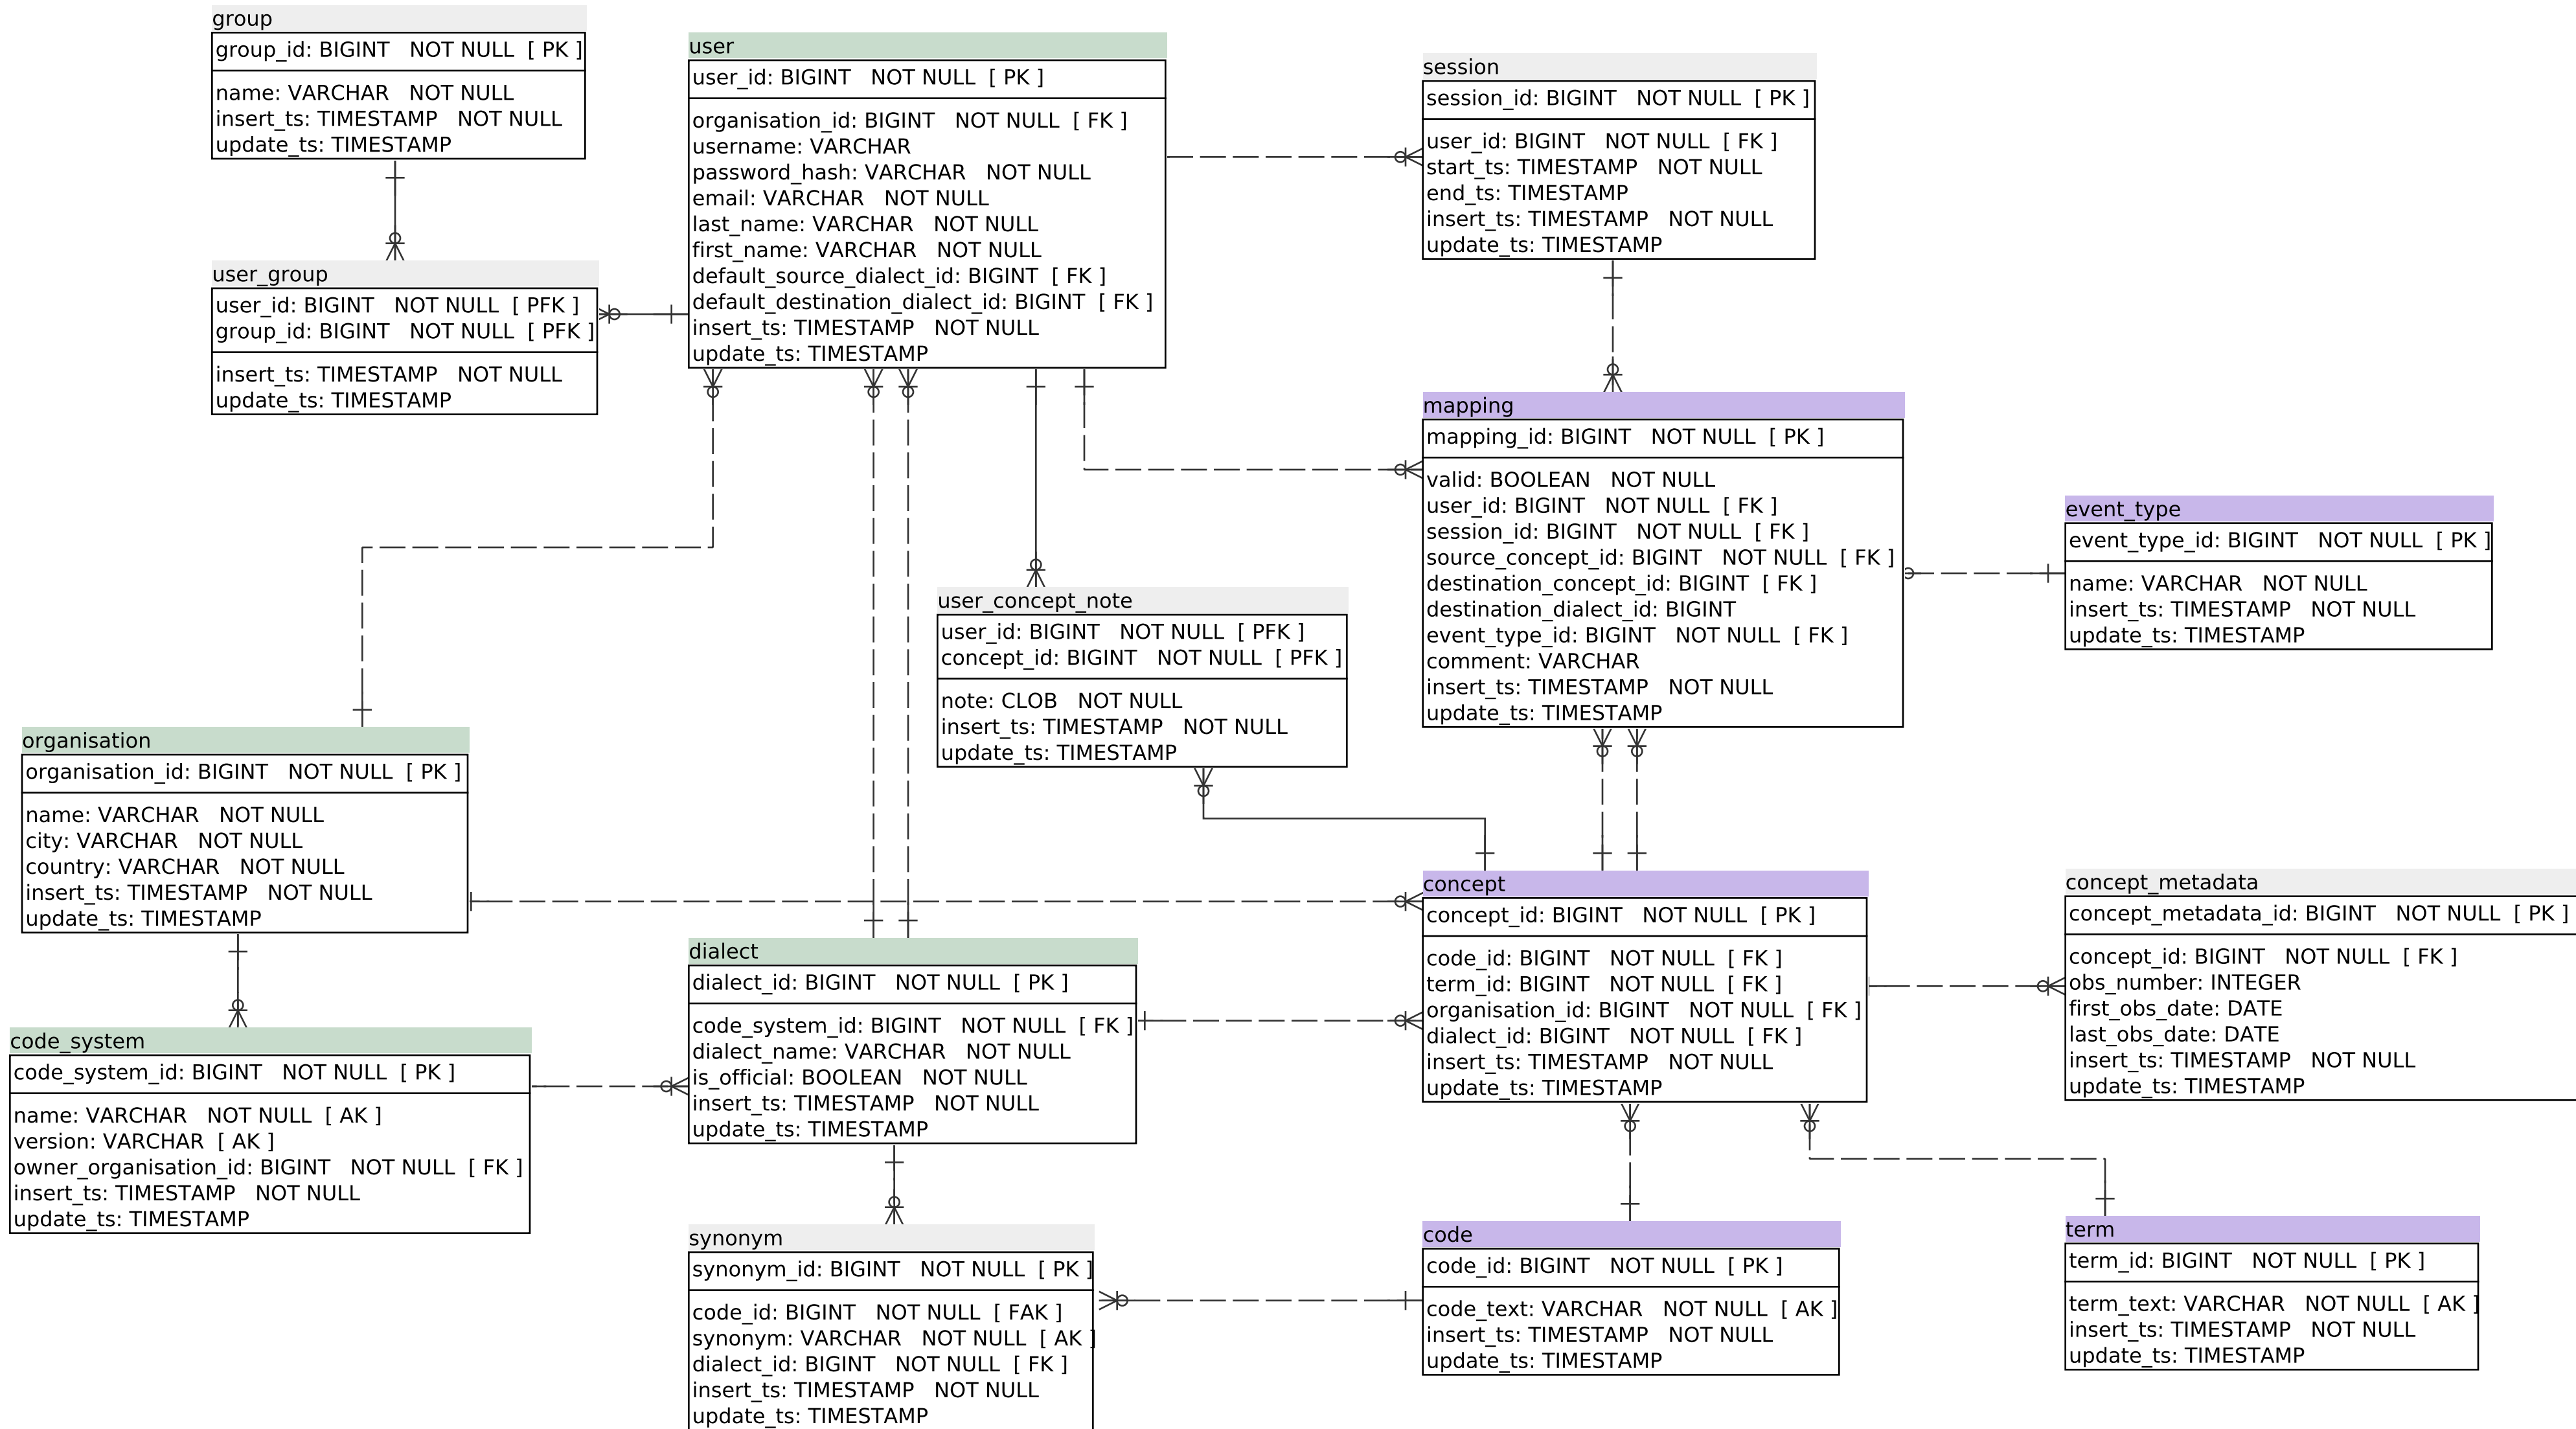 group
group_id: BIGINT NOT NULL [ PK ]
name: VARCHAR NOT NULL
insert_ts: TIMESTAMP NOT NULL
update_ts: TIMESTAMP
user
user_id: BIGINT NOT NULL [ PK ]
organisation_id: BIGINT NOT NULL [ FK ]
username: VARCHAR
password_hash: VARCHAR NOT NULL
email: VARCHAR NOT NULL
last_name: VARCHAR NOT NULL
first_name: VARCHAR NOT NULL
default_source_dialect_id: BIGINT [ FK ]
default_destination_dialect_id: BIGINT [ FK ]
insert_ts: TIMESTAMP NOT NULL
update_ts: TIMESTAMP
session
session_id: BIGINT NOT NULL [ PK ]
user_id: BIGINT NOT NULL [ FK ]
start_ts: TIMESTAMP NOT NULL
end_ts: TIMESTAMP
insert_ts: TIMESTAMP NOT NULL
update_ts: TIMESTAMP
user_group
user_id: BIGINT NOT NULL [ PFK ]
group_id: BIGINT NOT NULL [ PFK ]
insert_ts: TIMESTAMP NOT NULL
update_ts: TIMESTAMP
mapping
mapping_id: BIGINT NOT NULL [ PK ]
valid: BOOLEAN NOT NULL
user_id: BIGINT NOT NULL [ FK ]
session_id: BIGINT NOT NULL [ FK ]
source_concept_id: BIGINT NOT NULL [ FK ]
destination_concept_id: BIGINT [ FK ]
destination_dialect_id: BIGINT
event_type_id: BIGINT NOT NULL [ FK ]
comment: VARCHAR
insert_ts: TIMESTAMP NOT NULL
update_ts: TIMESTAMP
event_type
event_type_id: BIGINT NOT NULL [ PK ]
name: VARCHAR NOT NULL
insert_ts: TIMESTAMP NOT NULL
update_ts: TIMESTAMP
user_concept_note
user_id: BIGINT NOT NULL [ PFK ]
concept_id: BIGINT NOT NULL [ PFK ]
note: CLOB NOT NULL
insert_ts: TIMESTAMP NOT NULL
update_ts: TIMESTAMP
organisation
organisation_id: BIGINT NOT NULL [ PK ]
name: VARCHAR NOT NULL
city: VARCHAR NOT NULL
country: VARCHAR NOT NULL
insert_ts: TIMESTAMP NOT NULL
update_ts: TIMESTAMP
concept
concept_id: BIGINT NOT NULL [ PK ]
code_id: BIGINT NOT NULL [ FK ]
term_id: BIGINT NOT NULL [ FK ]
organisation_id: BIGINT NOT NULL [ FK ]
dialect_id: BIGINT NOT NULL [ FK ]
insert_ts: TIMESTAMP NOT NULL
update_ts: TIMESTAMP
concept_metadata
concept_metadata_id: BIGINT NOT NULL [ PK ]
concept_id: BIGINT NOT NULL [ FK ]
obs_number: INTEGER
first_obs_date: DATE
last_obs_date: DATE
insert_ts: TIMESTAMP NOT NULL
update_ts: TIMESTAMP
dialect
dialect_id: BIGINT NOT NULL [ PK ]
code_system_id: BIGINT NOT NULL [ FK ]
dialect_name: VARCHAR NOT NULL
is_official: BOOLEAN NOT NULL
insert_ts: TIMESTAMP NOT NULL
update_ts: TIMESTAMP
code_system
code_system_id: BIGINT NOT NULL [ PK ]
name: VARCHAR NOT NULL [ AK ]
version: VARCHAR [ AK ]
owner_organisation_id: BIGINT NOT NULL [ FK ]
insert_ts: TIMESTAMP NOT NULL
update_ts: TIMESTAMP
synonym
synonym_id: BIGINT NOT NULL [ PK ]
code_id: BIGINT NOT NULL [ FAK ]
synonym: VARCHAR NOT NULL [ AK ]
dialect_id: BIGINT NOT NULL [ FK ]
insert_ts: TIMESTAMP NOT NULL
update_ts: TIMESTAMP
code
code_id: BIGINT NOT NULL [ PK ]
code_text: VARCHAR NOT NULL [ AK ]
insert_ts: TIMESTAMP NOT NULL
update_ts: TIMESTAMP
term
term_id: BIGINT NOT NULL [ PK ]
term_text: VARCHAR NOT NULL [ AK ]
insert_ts: TIMESTAMP NOT NULL
update_ts: TIMESTAMP